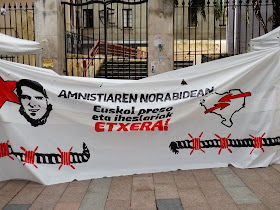 AMNISTIAREN NORABIDEAN
Euskal preso
eta iheslariak
ETXERA!